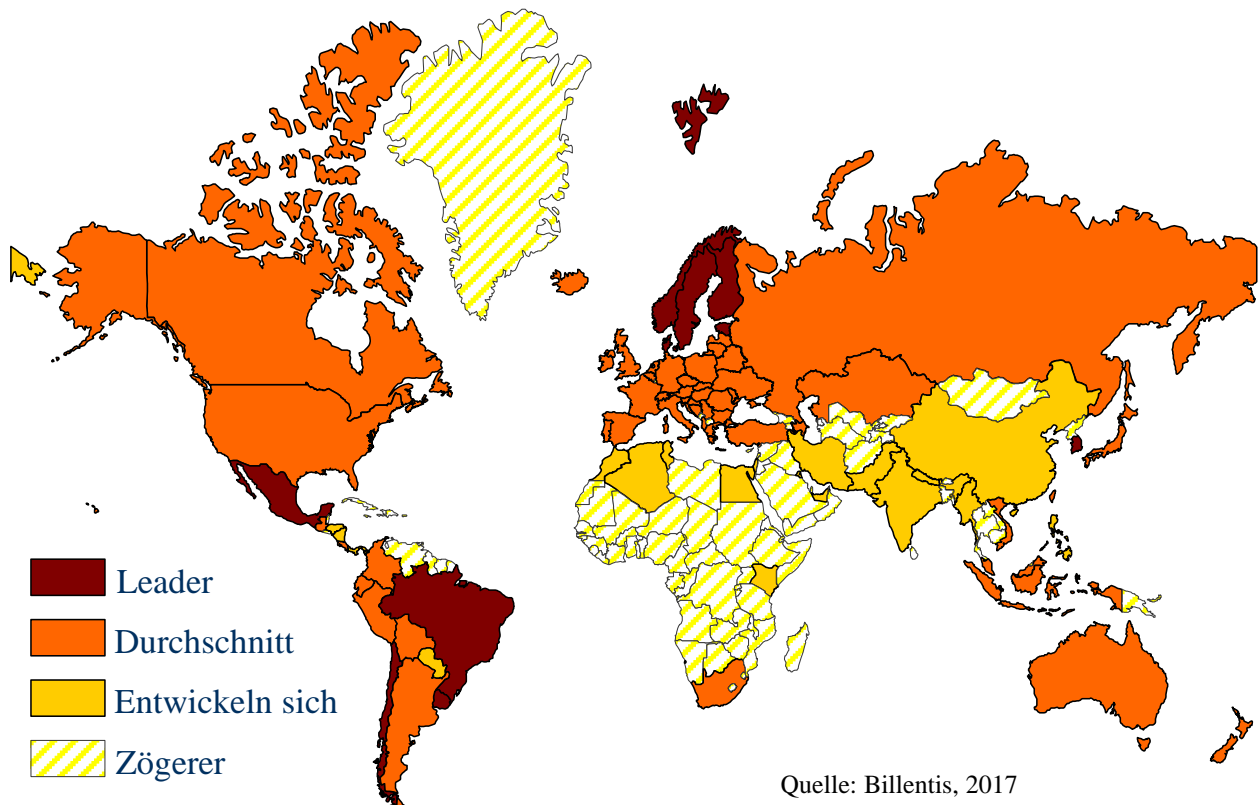 Leader
Durchschnitt
Entwickeln sich
Zögerer
Quelle: Billentis, 2017